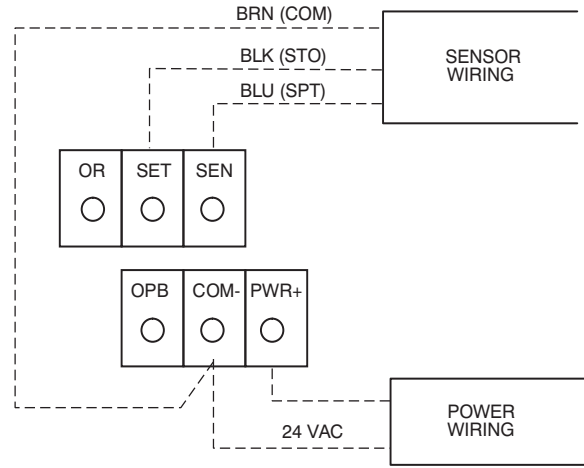 BRN (COM)
BLK (STO)
BLU (SPT)
SENSOR
WIRING
OR SET SEN
OPB COM- PWR+
24 VAC
POWER
WIRING